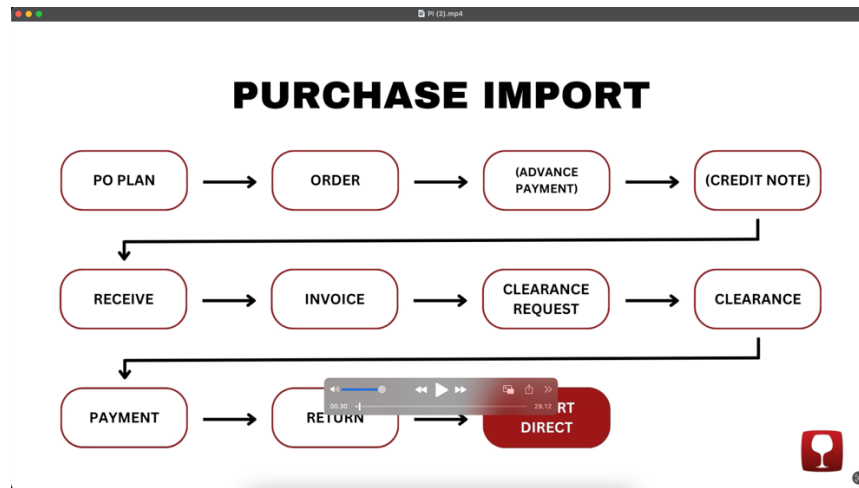 PI (2).mp4
PURCHASE IMPORT
PO PLAN
ORDER
(ADVANCE
PAYMENT)
(CREDIT NOTE)
RECEIVE
INVOICE
CLEARANCE
REQUEST
CLEARANCE
PAYMENT
RETURN
RT
DIRECT
00.30
29.12